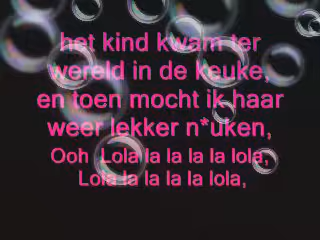 het kind kwam ter
wereld in de keuke,
en toen mocht ik haar
weer lekker n*uken,
Ooh Lola la la la la lola,
Lola la la la la lola,